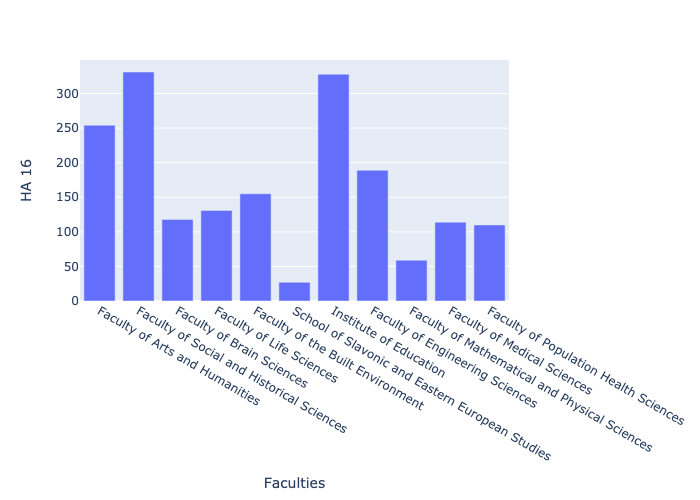 300
250
200
150
100
50
0
HA 16
Faculty of Arts and Humanities
Faculty of Social and Historical Sciences
Faculty of Brain Sciences
Faculty of Life Sciences
Faculty of the Built Environment
School of Slavonic and Eastern European Studies
Institute of Education
Faculty of Engineering Sciences
Faculty of Mathematical and Physical Sciences
Faculty of Medical Sciences
Faculty of Population Health Sciences
Faculties